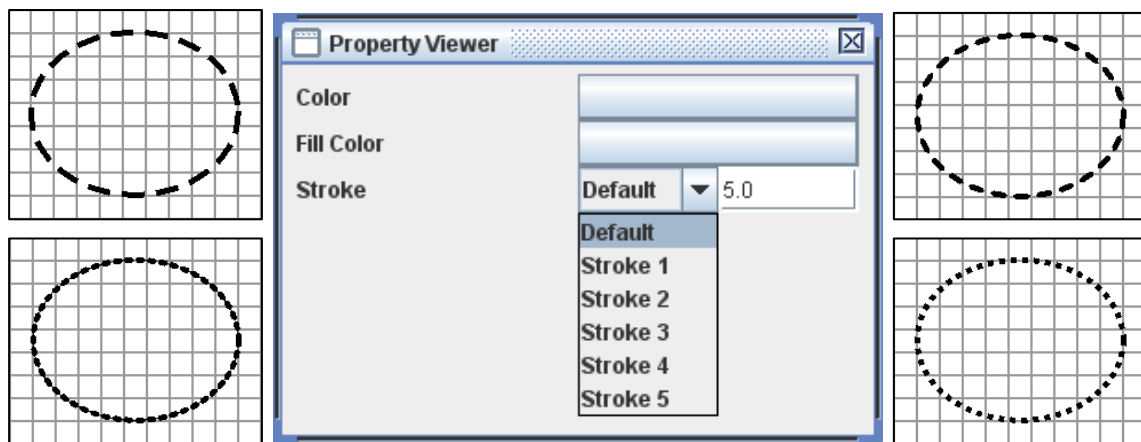 Property Viewer
Color
Fill Color
Stroke Default 5.0
Default
Stroke 1
Stroke 2
Stroke 3
Stroke 4
Stroke 5